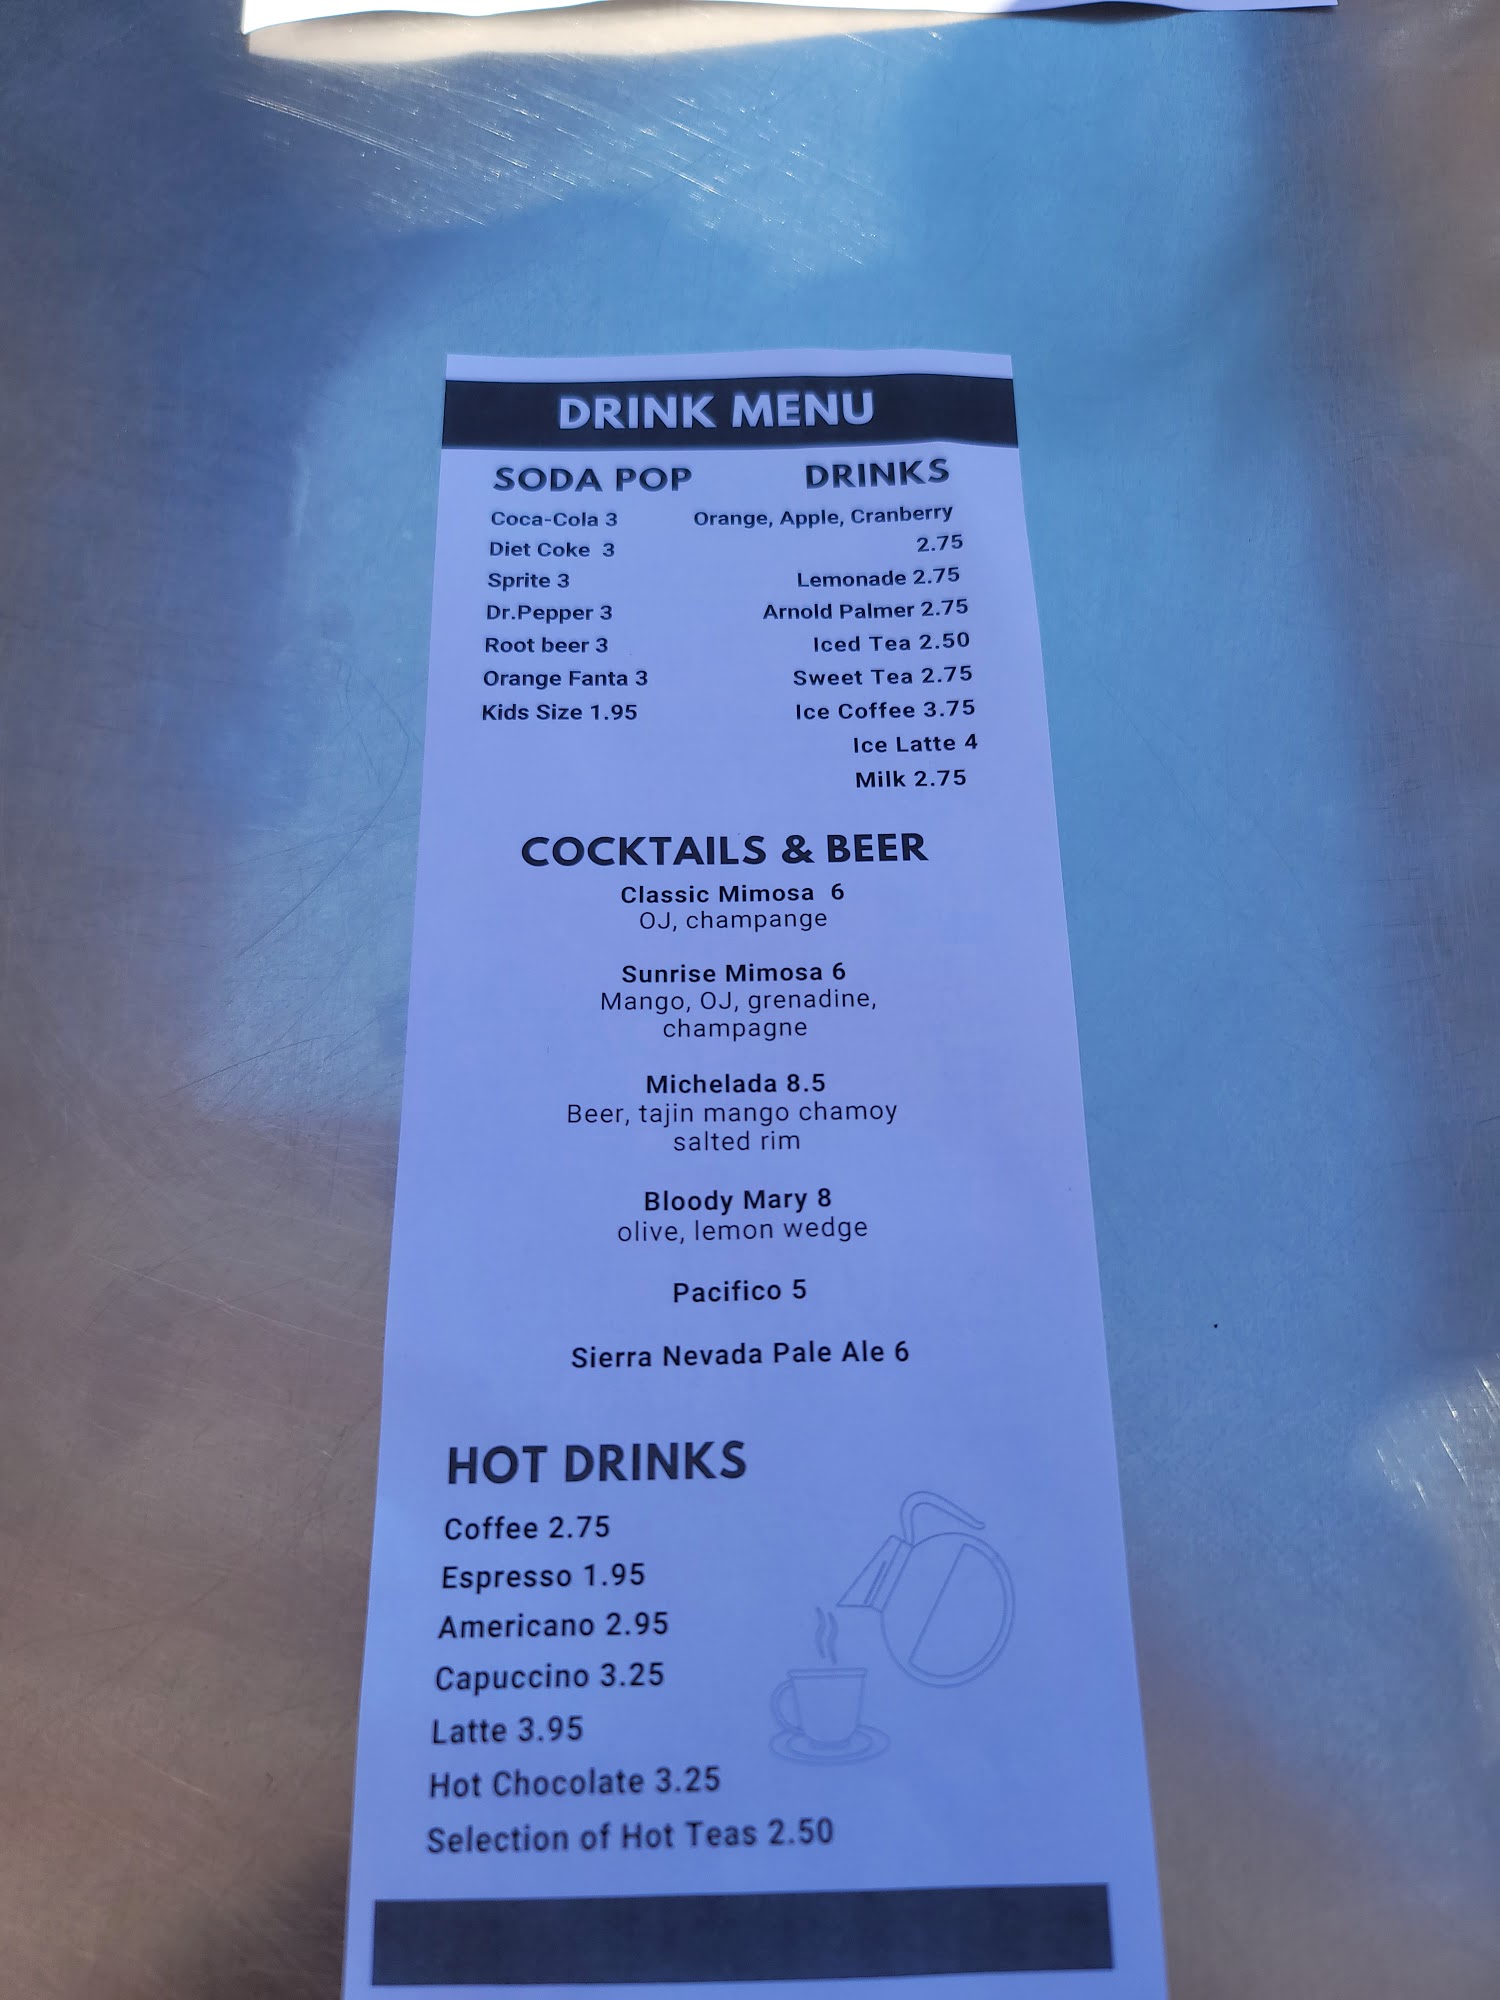 DRINK MENU
SODA POP
Coca-Cola 3
Diet Coke 3
Sprite 3
Dr.Pepper 3
Root beer 3
Orange Fanta 3
Kids Size 1.95
DRINKS
Orange, Apple, Cranberry
2.75
Lemonade 2.75
Arnold Palmer 2.75
Iced Tea 2.50
Sweet Tea 2.75
Ice Coffee 3.75
Ice Latte 4
Milk 2.75
COCKTAILS & BEER
Classic Mimosa 6
OJ, champange
Sunrise Mimosa 6
Mango, OJ, grenadine,
champagne
Michelada 8.5
Beer, tajin mango chamoy
salted rim
Bloody Mary 8
olive, lemon wedge
Pacifico 5
Sierra Nevada Pale Ale 6
HOT DRINKS
Coffee 2.75
Espresso 1.95
Americano 2.95
Capuccino 3.25
Latte 3.95
Hot Chocolate 3.25
Selection of Hot Teas 2.50